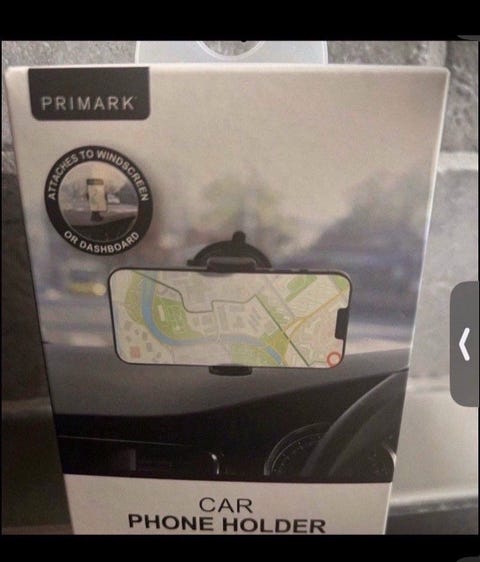 PRIMARK
ATTACHES TO WINDSCREEN
OR DASHBOARD
CAR
PHONE HOLDER